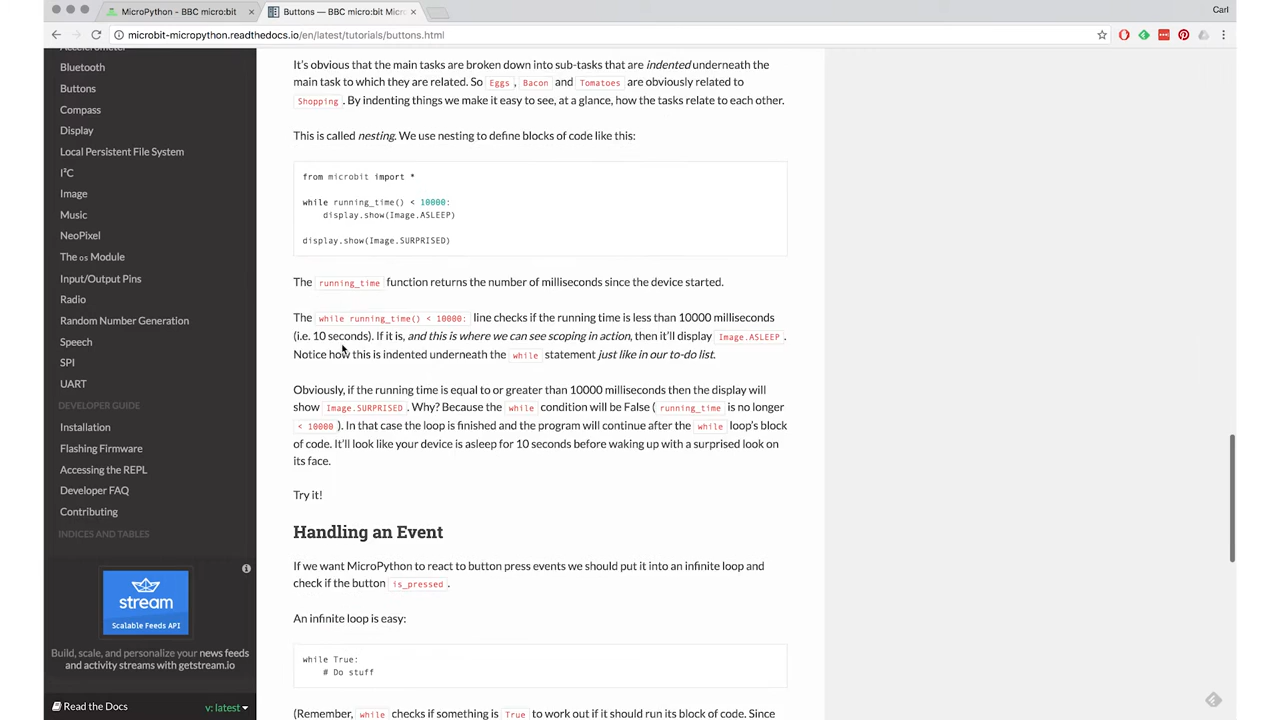 MicroPython - BBC micro:bit
Buttons — BBC micro:bit Micr
Carl
microbit-micropython.readthedocs.io/en/latest/tutorials/buttons.html
Accelerometer
Bluetooth
Buttons
Compass
Display
Local Persistent File System
I²C
Image
Music
NeoPixel
The os Module
Input/Output Pins
Radio
Random Number Generation
Speech
SPI
UART
DEVELOPER GUIDE
Installation
Flashing Firmware
Accessing the REPL
Developer FAQ
Contributing
INDICES AND TABLES
stream
Scalable Feeds API
Build, scale, and personalize your news feeds
and activity streams with getstream.io
Read the Docs
v: latest
It's obvious that the main tasks are broken down into sub-tasks that are indented underneath the
main task to which they are related. So Eggs , Bacon and Tomatoes are obviously related to
Shopping . By indenting things we make it easy to see, at a glance, how the tasks relate to each other.
This is called nesting. We use nesting to define blocks of code like this:
from microbit import *
while running_time() < 10000:
    display.show(Image.ASLEEP)
display.show(Image.SURPRISED)
The running_time function returns the number of milliseconds since the device started.
The while running_time() < 10000: line checks if the running time is less than 10000 milliseconds
(i.e. 10 seconds). If it is, and this is where we can see scoping in action, then it'll display Image.ASLEEP .
Notice how this is indented underneath the while statement just like in our to-do list.
Obviously, if the running time is equal to or greater than 10000 milliseconds then the display will
show Image.SURPRISED . Why? Because the while condition will be False ( running_time is no longer
< 10000 ). In that case the loop is finished and the program will continue after the while loop's block
of code. It'll look like your device is asleep for 10 seconds before waking up with a surprised look on
its face.
Try it!
Handling an Event
If we want MicroPython to react to button press events we should put it into an infinite loop and
check if the button is_pressed .
An infinite loop is easy:
while True:
    # Do stuff
(Remember, while checks if something is True to work out if it should run its block of code. Since